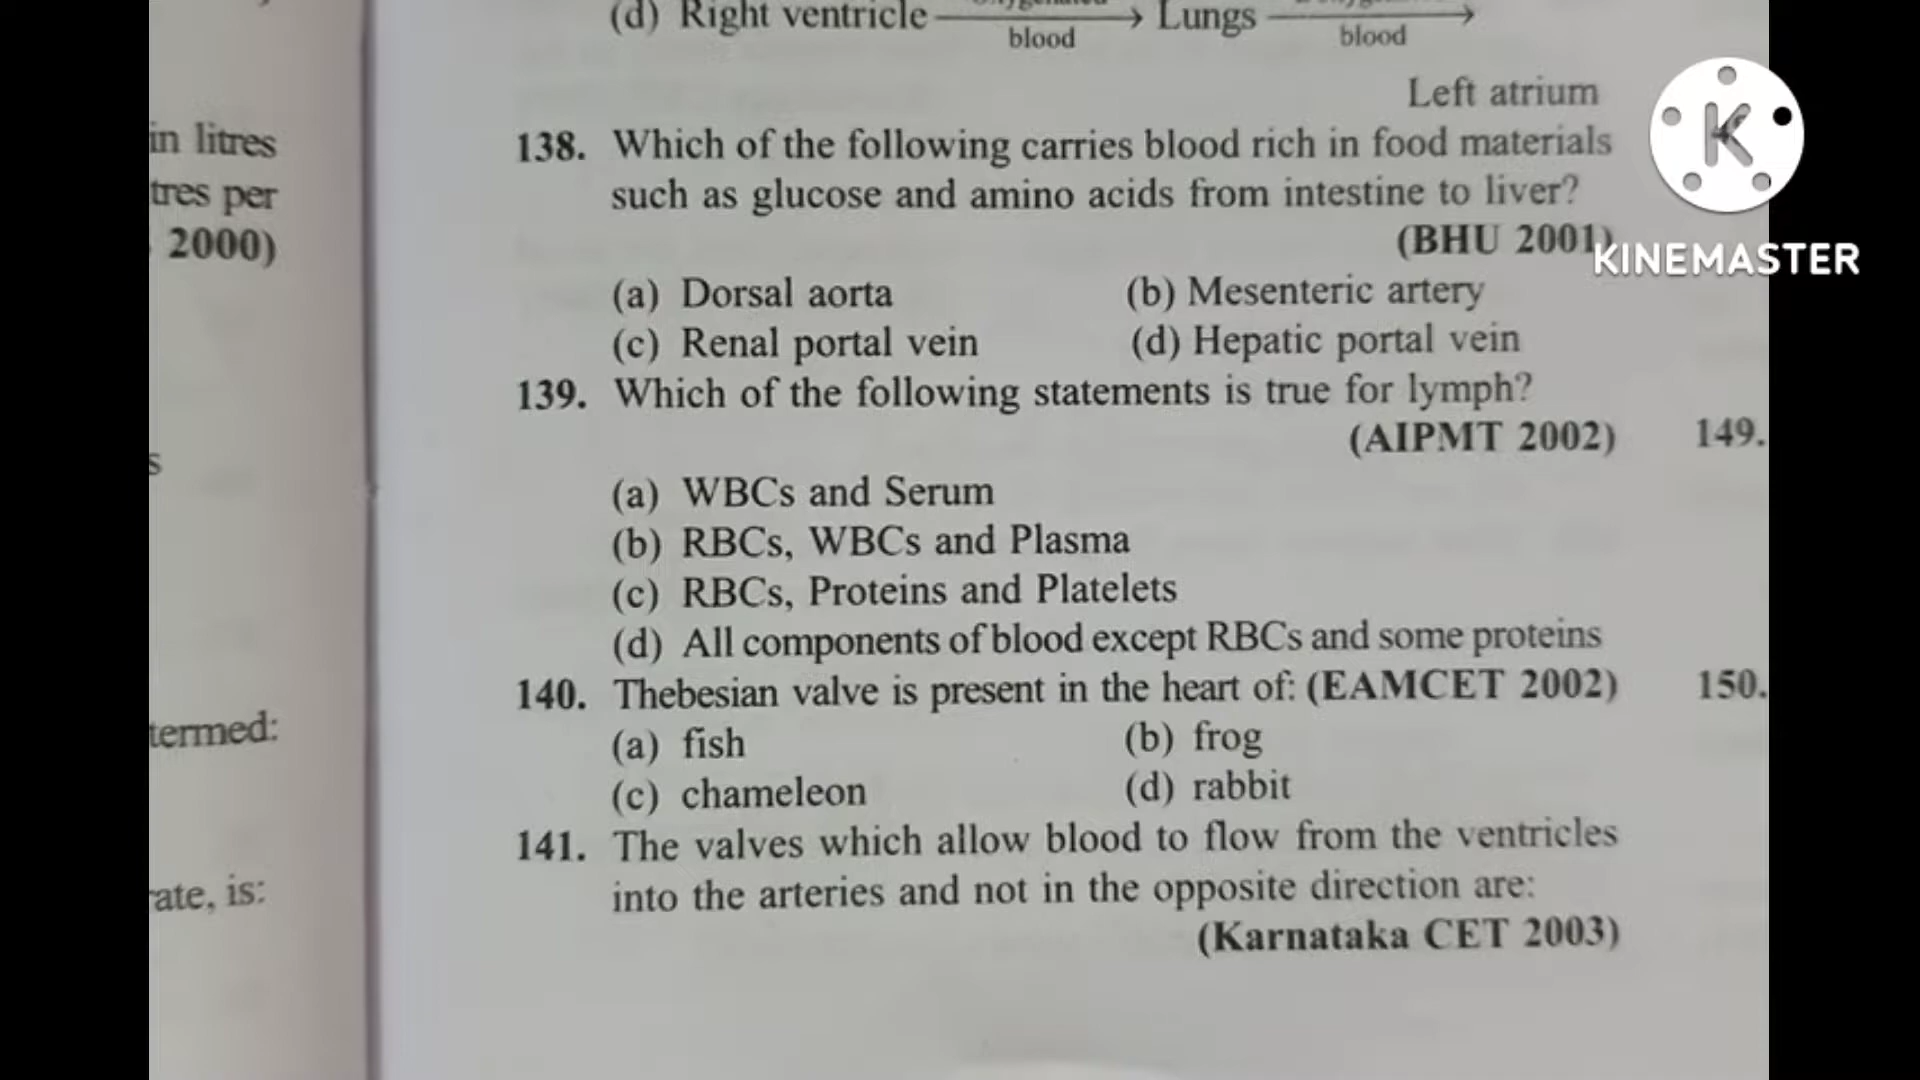 (d) Right ventricle → Lungs →
blood blood
Left atrium
138. Which of the following carries blood rich in food materials
such as glucose and amino acids from intestine to liver?
(BHU 2001)
(a) Dorsal aorta (b) Mesenteric artery
(c) Renal portal vein (d) Hepatic portal vein
139. Which of the following statements is true for lymph?
(AIPMT 2002)
(a) WBCs and Serum
(b) RBCs, WBCs and Plasma
(c) RBCs, Proteins and Platelets
(d) All components of blood except RBCs and some proteins
140. Thebesian valve is present in the heart of: (EAMCET 2002)
(a) fish (b) frog
(c) chameleon (d) rabbit
141. The valves which allow blood to flow from the ventricles
into the arteries and not in the opposite direction are:
(Karnataka CET 2003)
in litres
tres per
2000)
s
termed:
ate, is:
149.
150.
K
KINEMASTER